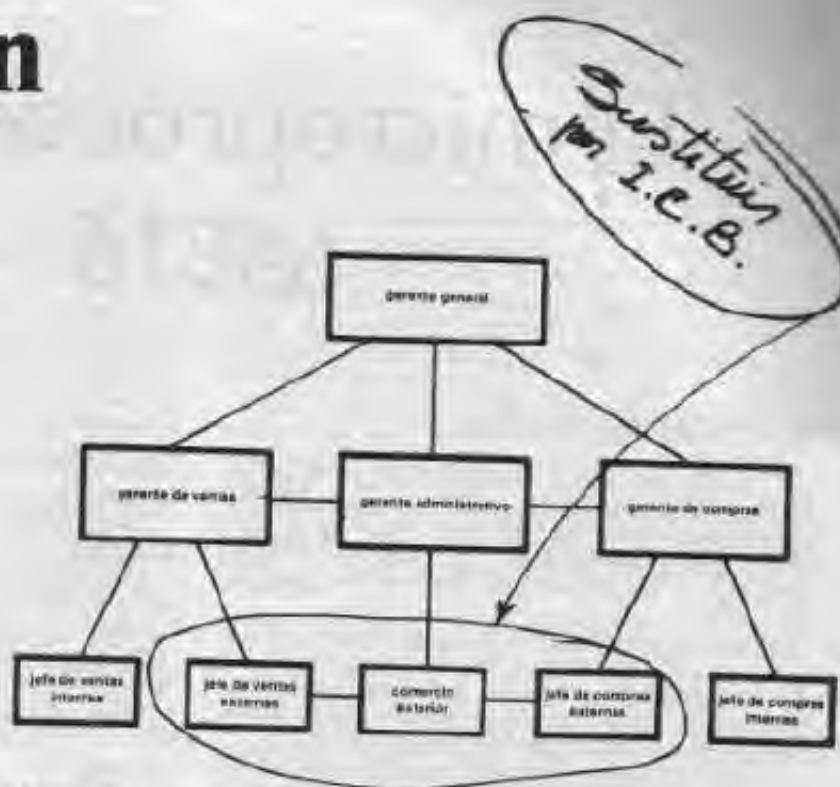 n
Sustituir
por I.C.B.
gerente general
gerente de ventas
gerente administrativo
gerente de compras
jefe de ventas
internas
jefe de ventas
externas
comercio
exterior
jefe de compras
externas
jefe de compras
internas